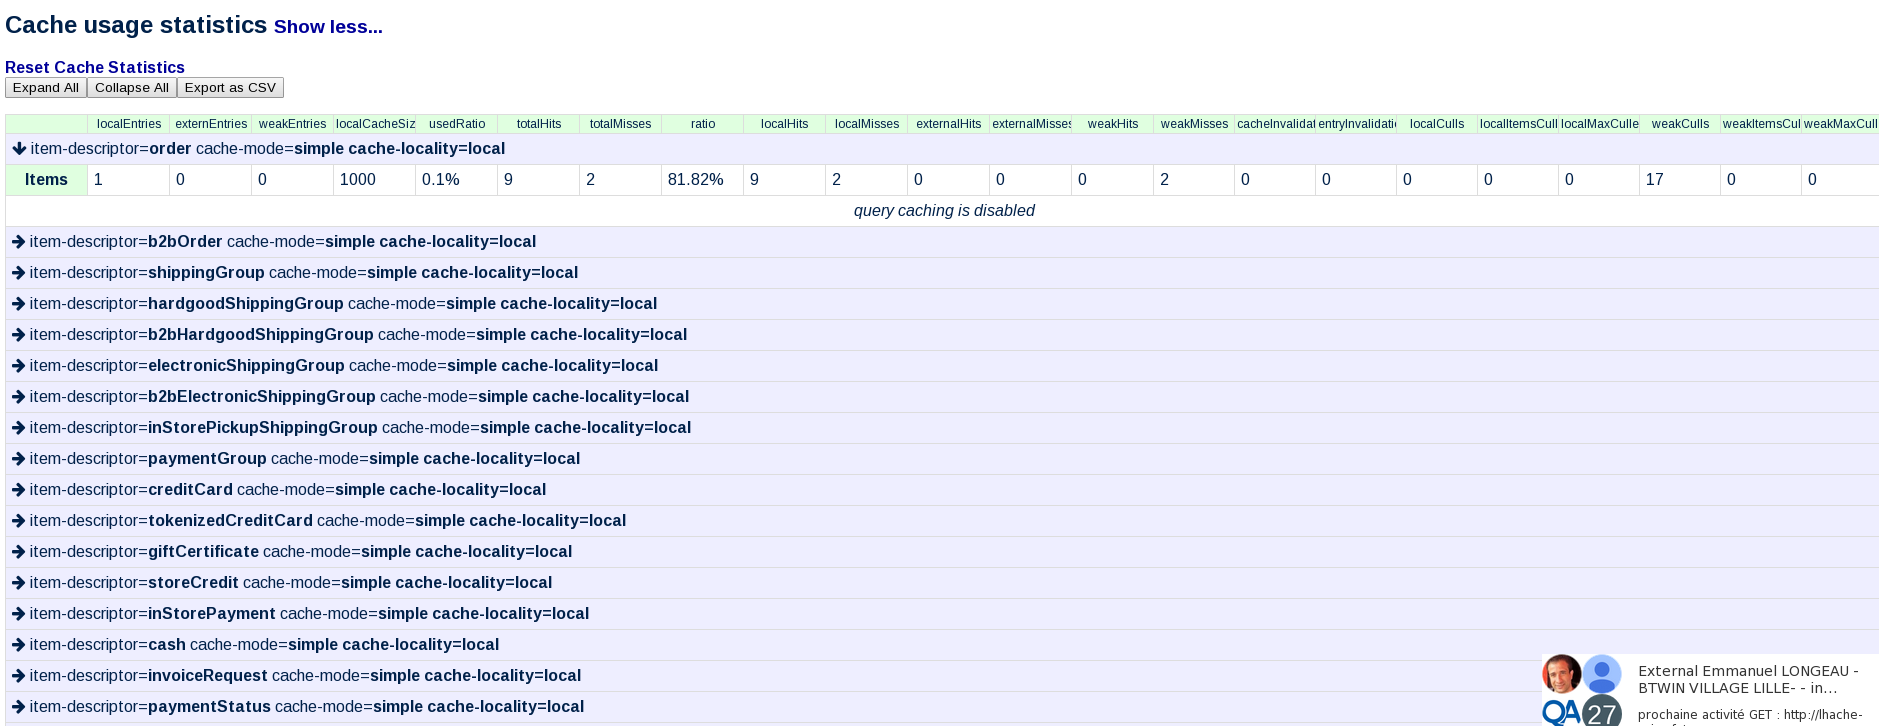 Cache usage statistics Show less...
Reset Cache Statistics
Expand All Collapse All Export as CSV
localEntries externEntries weakEntries localCacheSiz usedRatio totalHits totalMisses ratio localHits localMisses externalHits externalMisses weakHits weakMisses cacheInvalidat entryInvalidatio localCulls localItemsCull localMaxCulle weakCulls weakItemsCul weakMaxCull
item-descriptor=order cache-mode=simple cache-locality=local
Items 1 0 0 1000 0.1% 9 2 81.82% 9 2 0 0 0 2 0 0 0 0 0 17 0 0
query caching is disabled
item-descriptor=b2bOrder cache-mode=simple cache-locality=local
item-descriptor=shippingGroup cache-mode=simple cache-locality=local
item-descriptor=hardgoodShippingGroup cache-mode=simple cache-locality=local
item-descriptor=b2bHardgoodShippingGroup cache-mode=simple cache-locality=local
item-descriptor=electronicShippingGroup cache-mode=simple cache-locality=local
item-descriptor=b2bElectronicShippingGroup cache-mode=simple cache-locality=local
item-descriptor=inStorePickupShippingGroup cache-mode=simple cache-locality=local
item-descriptor=paymentGroup cache-mode=simple cache-locality=local
item-descriptor=creditCard cache-mode=simple cache-locality=local
item-descriptor=tokenizedCreditCard cache-mode=simple cache-locality=local
item-descriptor=giftCertificate cache-mode=simple cache-locality=local
item-descriptor=storeCredit cache-mode=simple cache-locality=local
item-descriptor=inStorePayment cache-mode=simple cache-locality=local
item-descriptor=cash cache-mode=simple cache-locality=local
item-descriptor=invoiceRequest cache-mode=simple cache-locality=local
item-descriptor=paymentStatus cache-mode=simple cache-locality=local
External Emmanuel LONGEAU -
BTWIN VILLAGE LILLE- - in...
QA 27
prochaine activité GET : http://lhache-